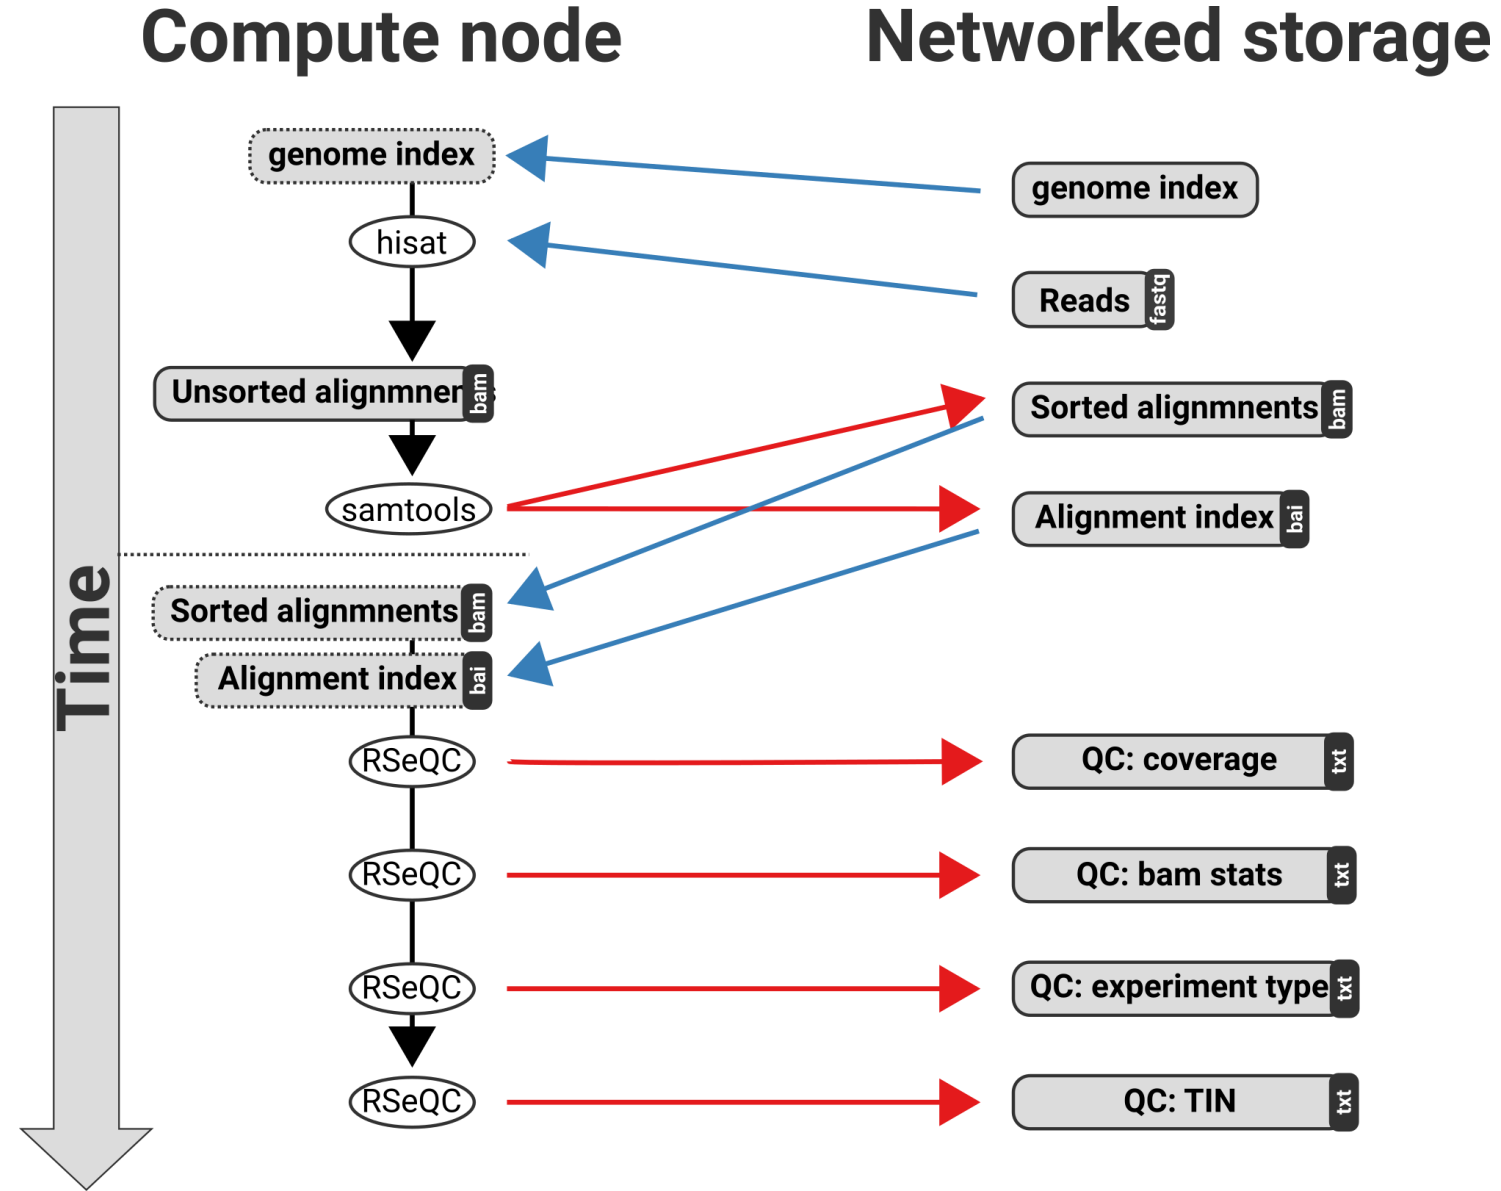 Compute node
Networked storage
Time
genome index
hisat
Unsorted alignmnents
bam
samtools
Sorted alignmnents
bam
Alignment index
bai
RSeQC
RSeQC
RSeQC
RSeQC
genome index
Reads
fastq
Sorted alignmnents
bam
Alignment index
bai
QC: coverage
txt
QC: bam stats
txt
QC: experiment type
txt
QC: TIN
txt